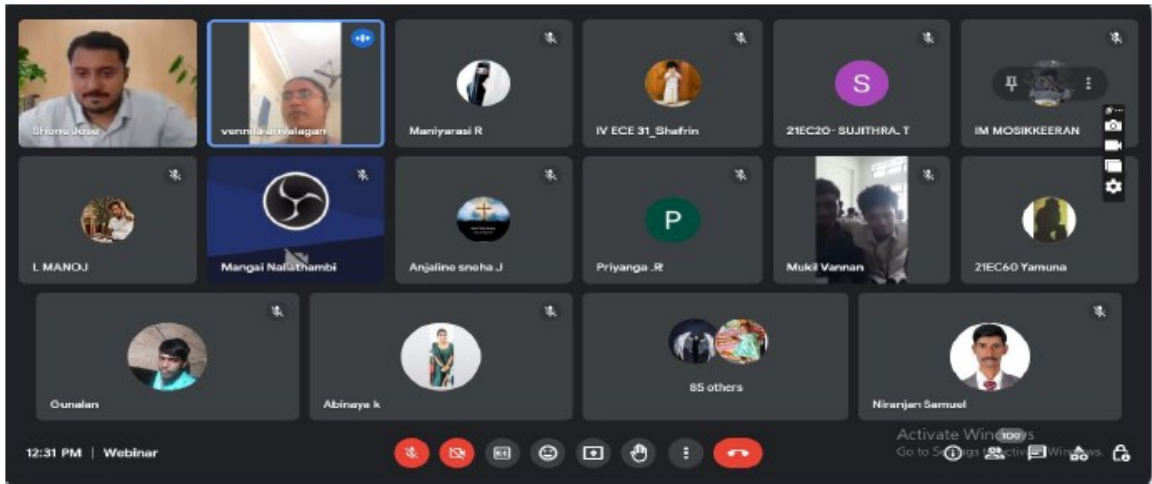 Shone Jose
vennila arivalagan
Maniyarasi R
IV ECE 31_Shafrin
S
21EC20- SUJITHRA. T
IM MOSIKKEERAN
L MANOJ
Mangai Nallathambi
Anjaline sneha J
P
Priyanga .R
Mukil Vannan
21EC60 Yamuna
Gunalan
Abinaya k
85 others
Niranjan Samuel
12:31 PM | Webinar
100
Activate Windows
Go to Settings to activate Windows.